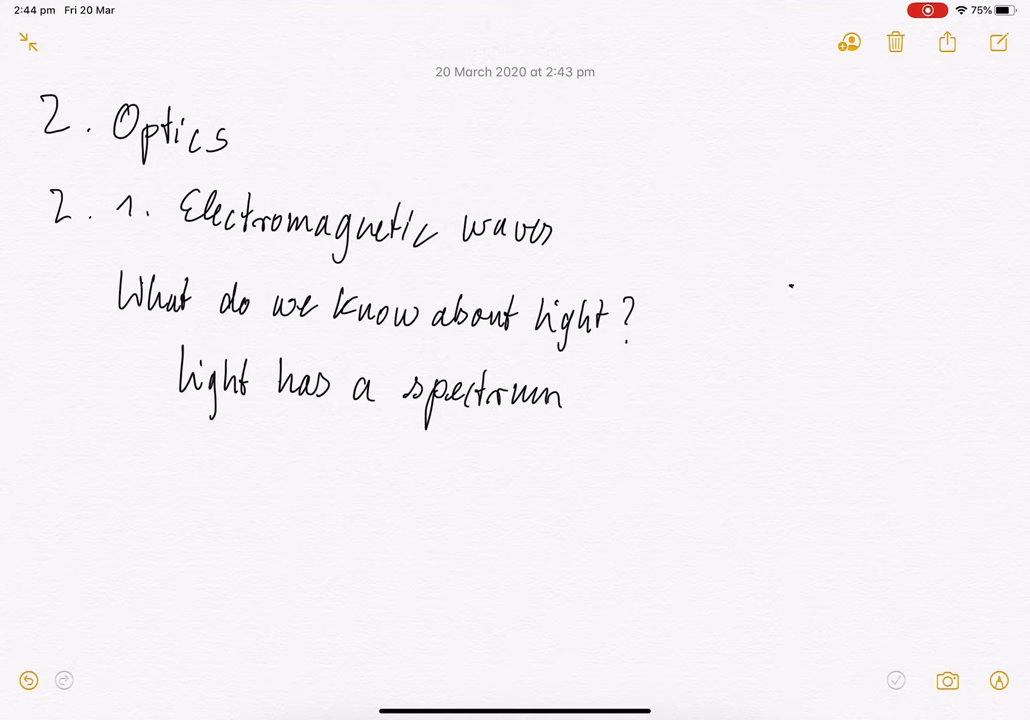 2:44 pm Fri 20 Mar 75%
20 March 2020 at 2:43 pm
2. Optics
2. 1. Electromagnetic waves
What do we know about light?
light has a spectrum